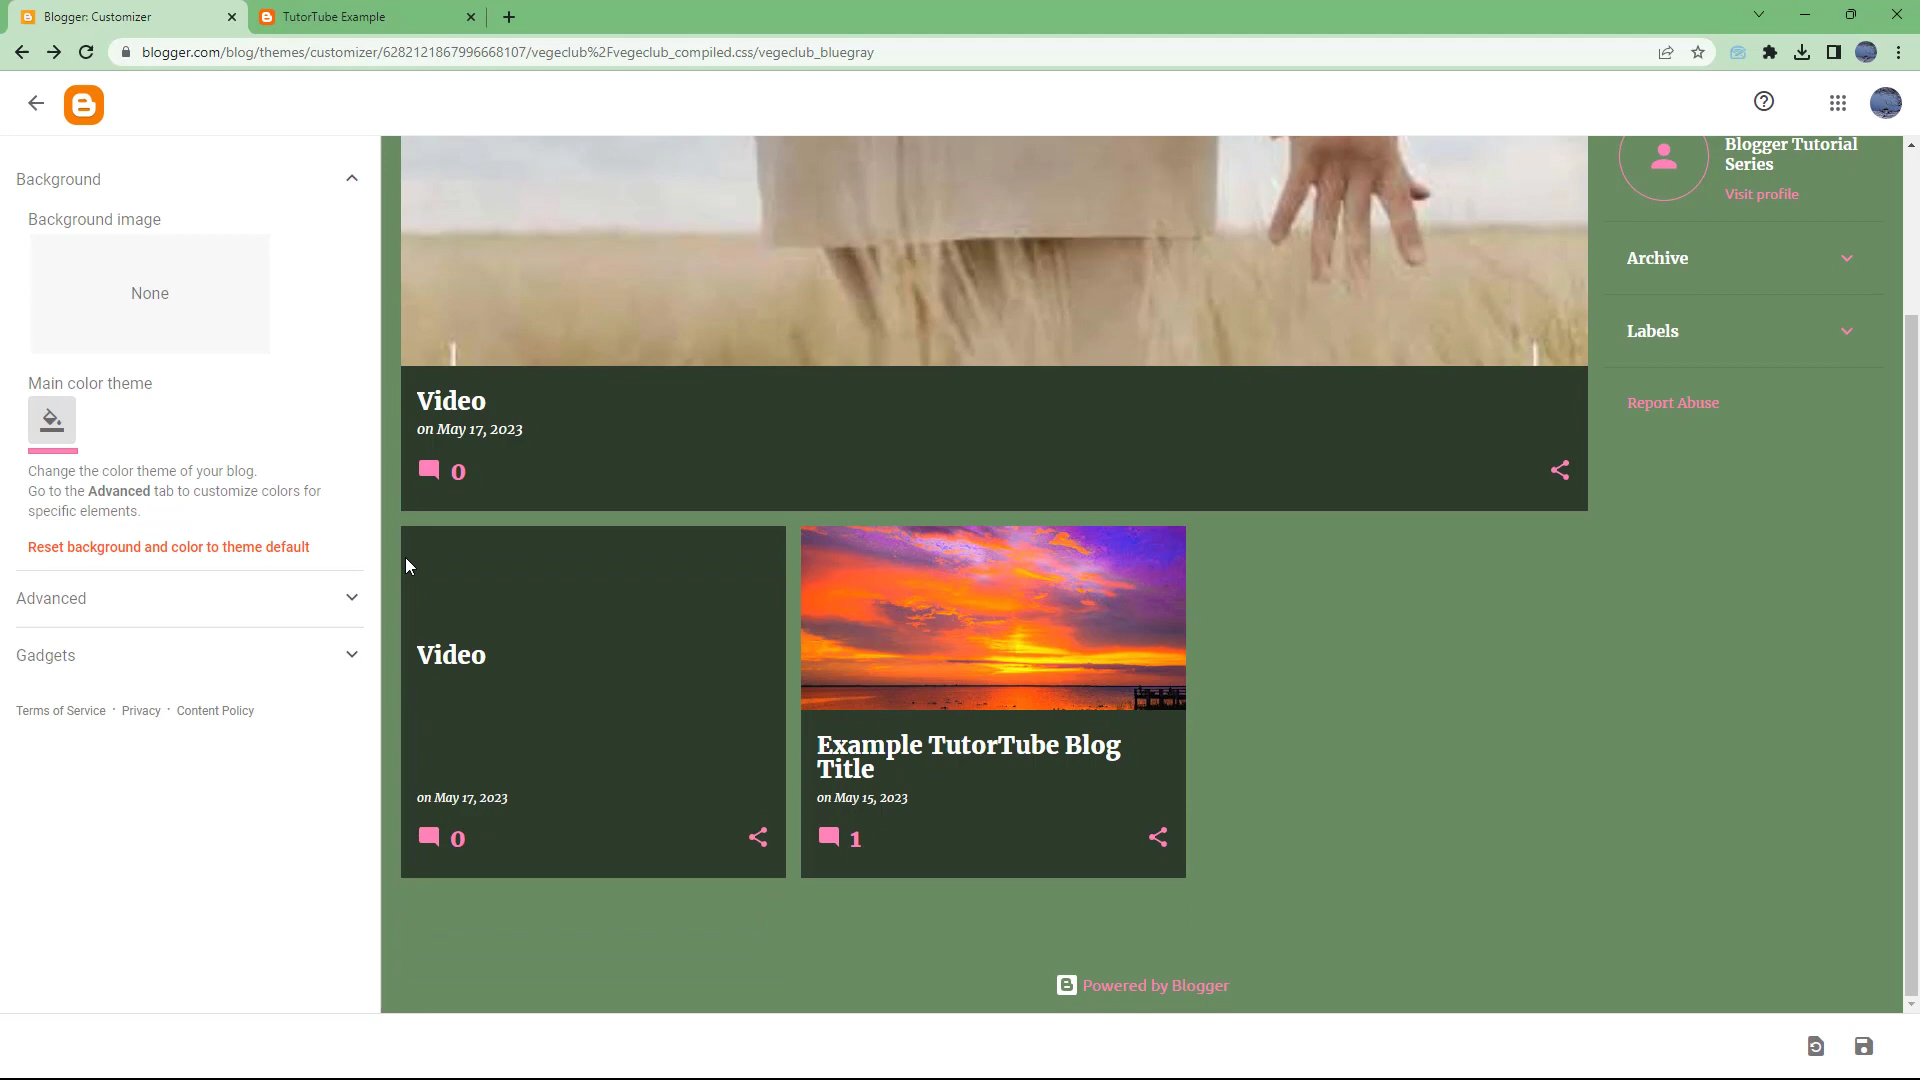 Blogger: Customizer
TutorTube Example
blogger.com/blog/themes/customizer/6282121867996668107/vegeclub%2Fvegeclub_compiled.css/vegeclub_bluegray
Background
Background image
None
Main color theme
Change the color theme of your blog.
Go to the Advanced tab to customize colors for
specific elements.
Reset background and color to theme default
Advanced
Gadgets
Terms of Service · Privacy · Content Policy
Video
on May 17, 2023
0
Video
on May 17, 2023
0
Example TutorTube Blog
Title
on May 15, 2023
1
Powered by Blogger
Blogger Tutorial
Series
Visit profile
Archive
Labels
Report Abuse